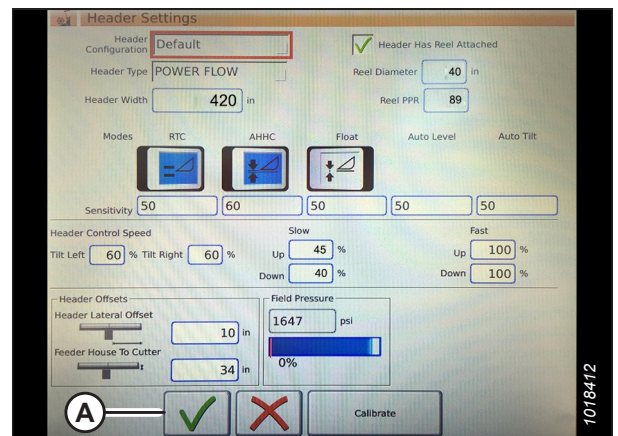 Header Settings
Header Configuration Default
Header Has Reel Attached
Header Type POWER FLOW
Reel Diameter 40 in
Header Width 420 in
Reel PPR 89
Modes RTC AHHC Float Auto Level Auto Tilt
Sensitivity 50 60 50 50 50
Header Control Speed
Slow
Fast
Tilt Left 60 % Tilt Right 60 %
Up 45 %
Up 100 %
Down 40 %
Down 100 %
Header Offsets
Header Lateral Offset
10 in
Feeder House To Cutter
34 in
Field Pressure
1647 psi
0%
A
Calibrate
1018412